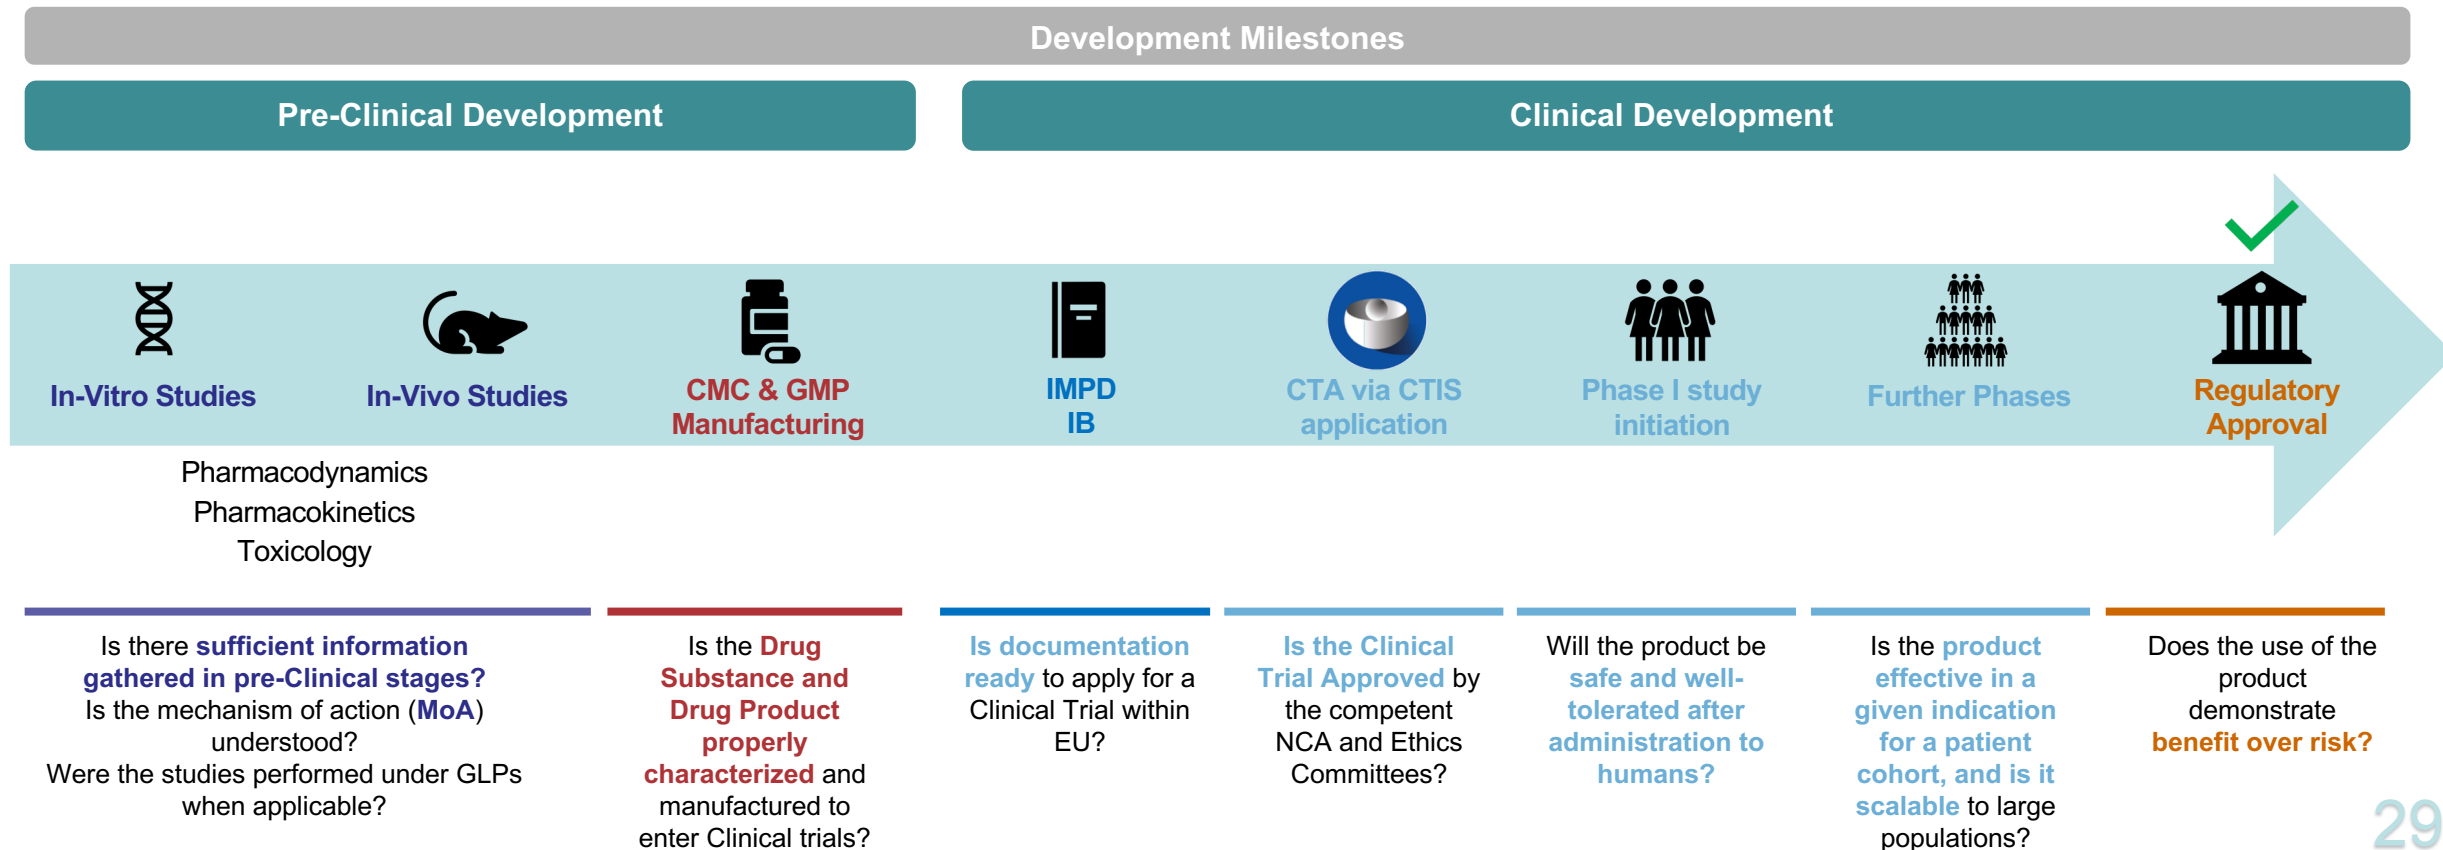 Development Milestones
Pre-Clinical Development
Clinical Development
In-Vitro Studies
In-Vivo Studies
CMC & GMP
Manufacturing
IMPD
IB
CTA via CTIS
application
Phase I study
initiation
Further Phases
Regulatory
Approval
Pharmacodynamics
Pharmacokinetics
Toxicology
Is there sufficient information
gathered in pre-Clinical stages?
Is the mechanism of action (MoA)
understood?
Were the studies performed under GLPs
when applicable?
Is the Drug
Substance and
Drug Product
properly
characterized and
manufactured to
enter Clinical trials?
Is documentation
ready to apply for a
Clinical Trial within
EU?
Is the Clinical
Trial Approved by
the competent
NCA and Ethics
Committees?
Will the product be
safe and well-
tolerated after
administration to
humans?
Is the product
effective in a
given indication
for a patient
cohort, and is it
scalable to large
populations?
Does the use of the
product
demonstrate
benefit over risk?
29